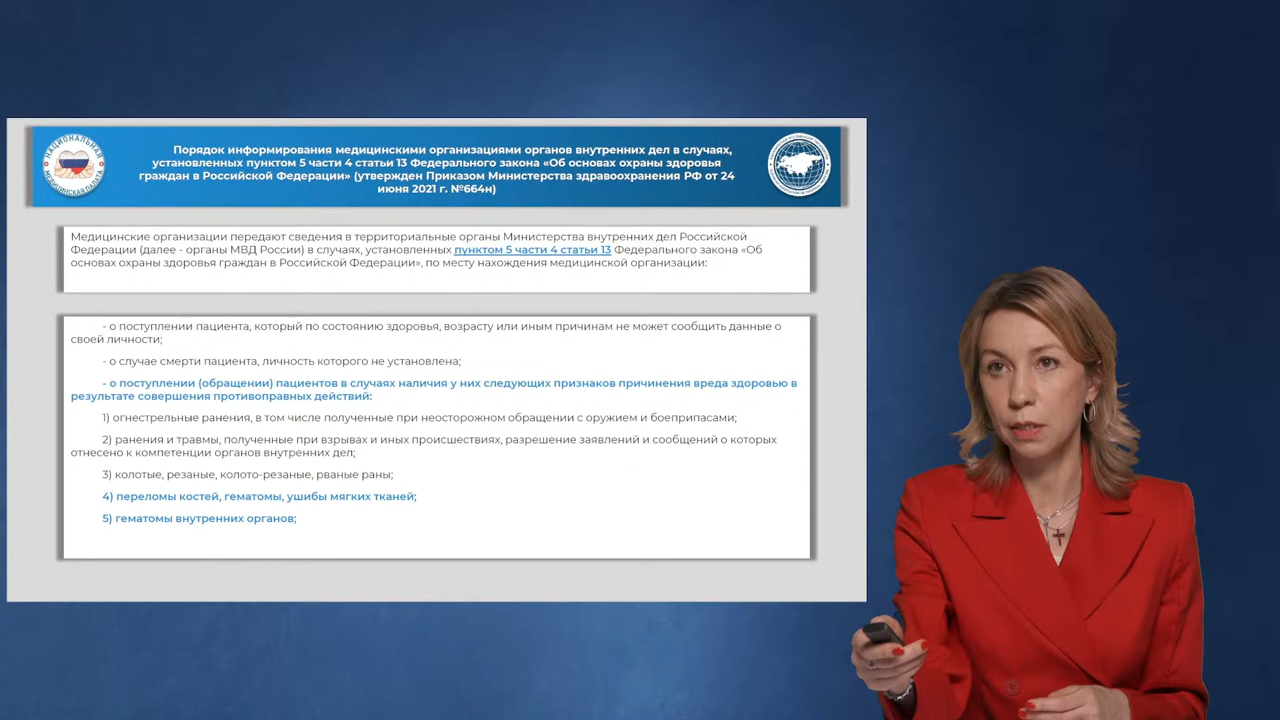 НАЦИОНАЛЬНАЯ
МЕДИЦИНСКАЯ ПАЛАТА
Порядок информирования медицинскими организациями органов внутренних дел в случаях,
установленных пунктом 5 части 4 статьи 13 Федерального закона «Об основах охраны здоровья
граждан в Российской Федерации» (утвержден Приказом Министерства здравоохранения РФ от 24
июня 2021 г. №664н)
Медицинские организации передают сведения в территориальные органы Министерства внутренних дел Российской
Федерации (далее - органы МВД России) в случаях, установленных пунктом 5 части 4 статьи 13 Федерального закона «Об
основах охраны здоровья граждан в Российской Федерации», по месту нахождения медицинской организации:
- о поступлении пациента, который по состоянию здоровья, возрасту или иным причинам не может сообщить данные о
своей личности;
- о случае смерти пациента, личность которого не установлена;
- о поступлении (обращении) пациентов в случаях наличия у них следующих признаков причинения вреда здоровью в
результате совершения противоправных действий:
1) огнестрельные ранения, в том числе полученные при неосторожном обращении с оружием и боеприпасами;
2) ранения и травмы, полученные при взрывах и иных происшествиях, разрешение заявлений и сообщений о которых
отнесено к компетенции органов внутренних дел;
3) колотые, резаные, колото-резаные, рваные раны;
4) переломы костей, гематомы, ушибы мягких тканей;
5) гематомы внутренних органов;